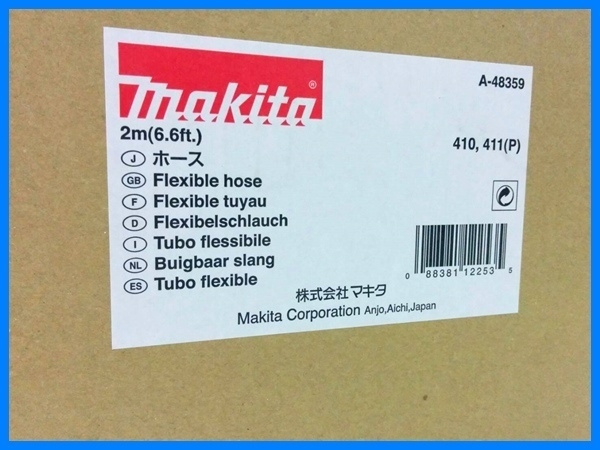 makita®
A-48359
2m(6.6ft.)
410, 411(P)
J ホース
GB Flexible hose
F Flexible tuyau
D Flexibelschlauch
I Tubo flessibile
NL Buigbaar slang
ES Tubo flexible
0 88381 12253 5
株式会社マキタ
Makita Corporation Anjo,Aichi,Japan